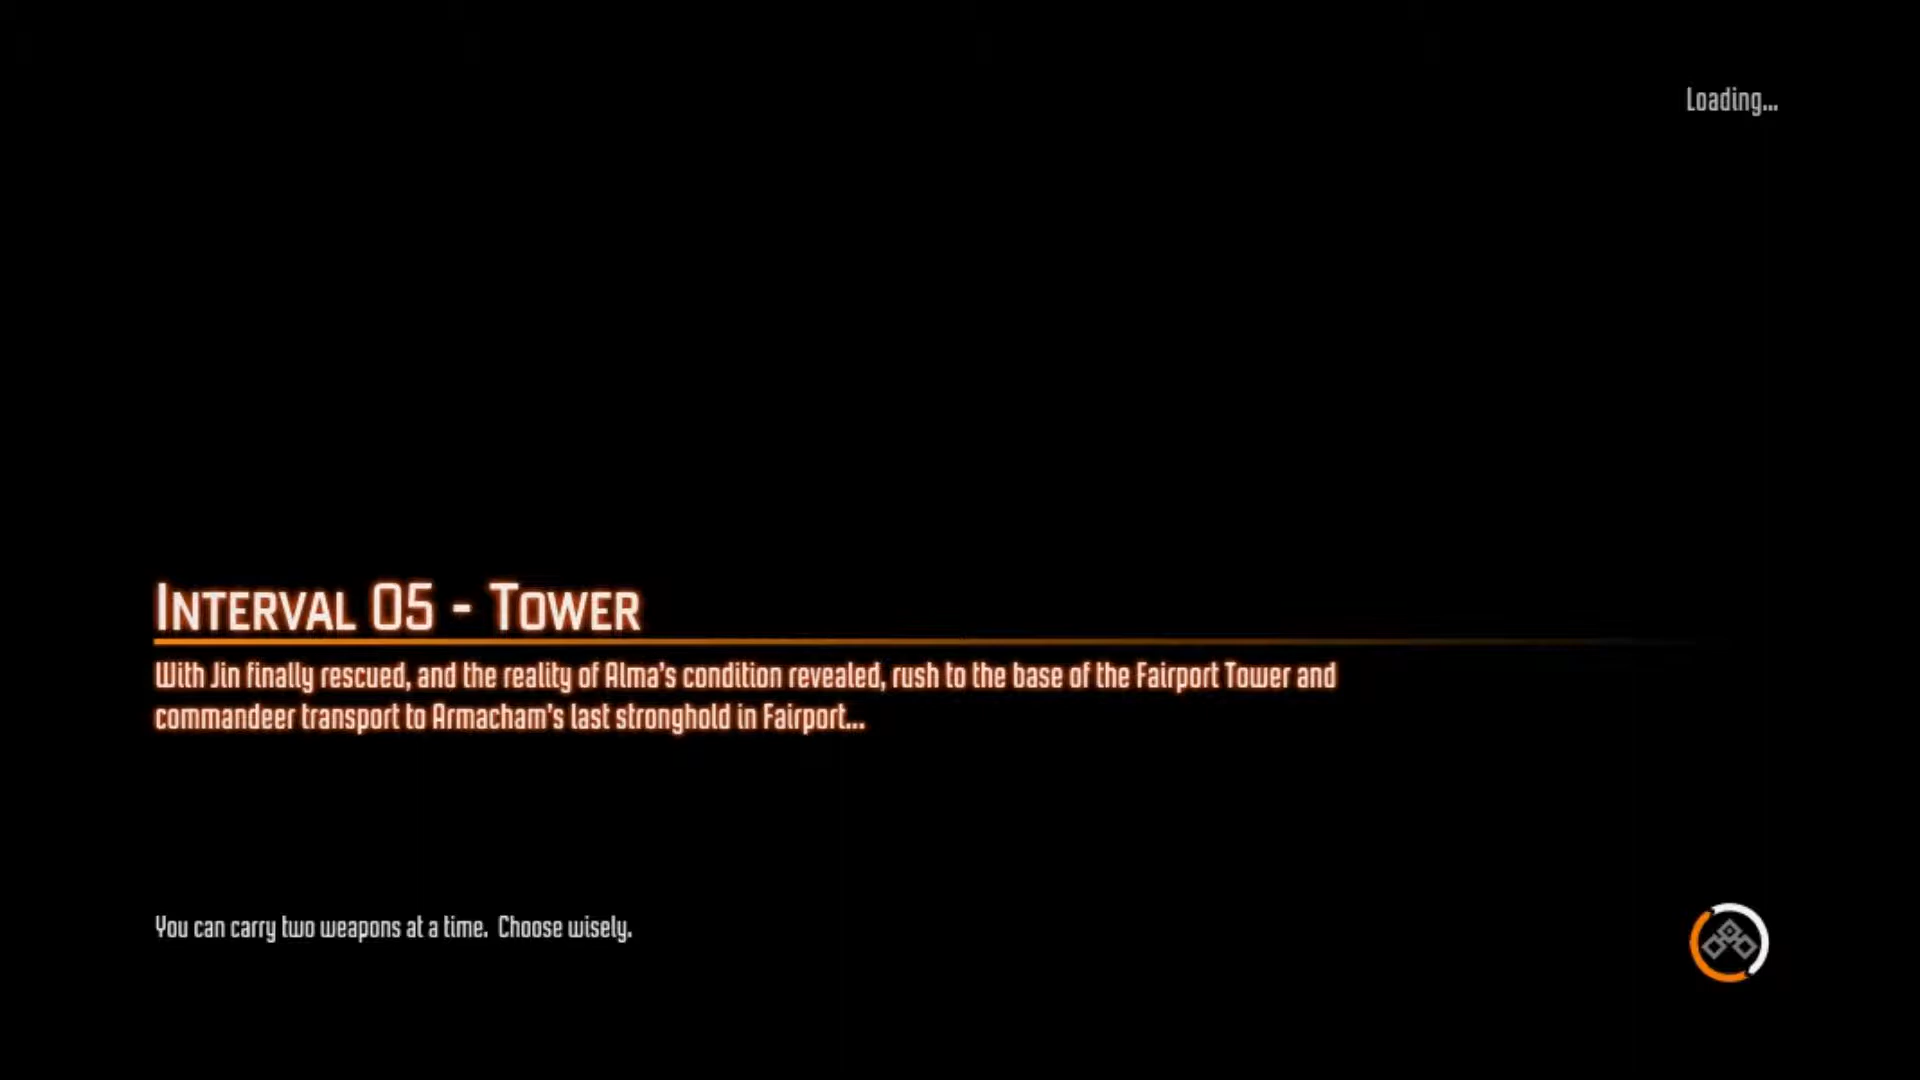 Loading...
Interval 05 - Tower
With Jin finally rescued, and the reality of Alma's condition revealed, rush to the base of the Fairport Tower and
commandeer transport to Armacham's last stronghold in Fairport...
You can carry two weapons at a time.  Choose wisely.